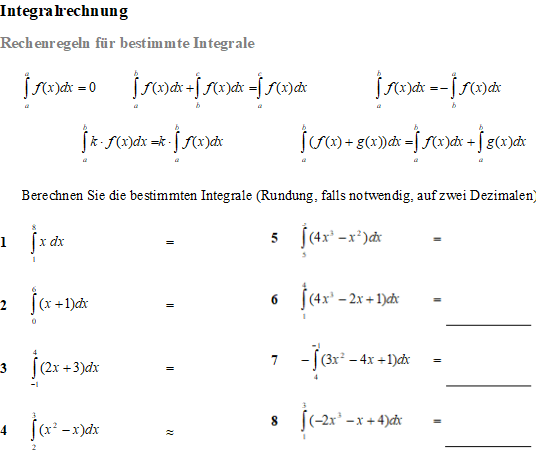 Integralrechnung
Rechenregeln für bestimmte Integrale
∫_a^a f(x)dx = 0  ∫_a^b f(x)dx + ∫_b^c f(x)dx = ∫_a^c f(x)dx  ∫_a^b f(x)dx = −∫_b^a f(x)dx
∫_a^b k · f(x)dx = k · ∫_a^b f(x)dx  ∫_a^b (f(x) + g(x))dx = ∫_a^b f(x)dx + ∫_a^b g(x)dx
Berechnen Sie die bestimmten Integrale (Rundung, falls notwendig, auf zwei Dezimalen)
1 ∫_1^8 x dx =
2 ∫_0^6 (x + 1)dx =
3 ∫_{-1}^4 (2x + 3)dx =
4 ∫_2^3 (x² − x)dx ≈
5 ∫ (4x³ − x²)dx =
6 ∫_1^4 (4x³ − 2x + 1)dx =
7 −∫_4^{-1} (3x² − 4x + 1)dx =
8 ∫_1^3 (−2x³ − x + 4)dx =